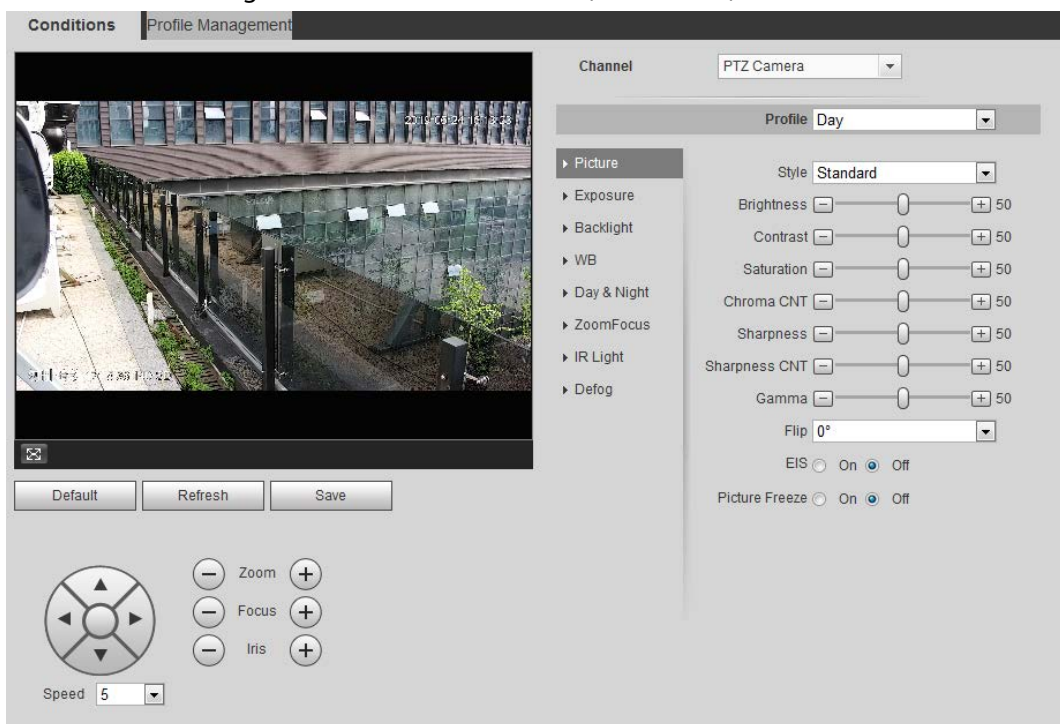 Conditions
Profile Management
Channel
PTZ Camera
Profile Day
Picture
Exposure
Backlight
WB
Day & Night
ZoomFocus
IR Light
Defog
Style Standard
Brightness 50
Contrast 50
Saturation 50
Chroma CNT 50
Sharpness 50
Sharpness CNT 50
Gamma 50
Flip 0°
EIS On Off
Picture Freeze On Off
Default Refresh Save
Zoom
Focus
Iris
Speed 5